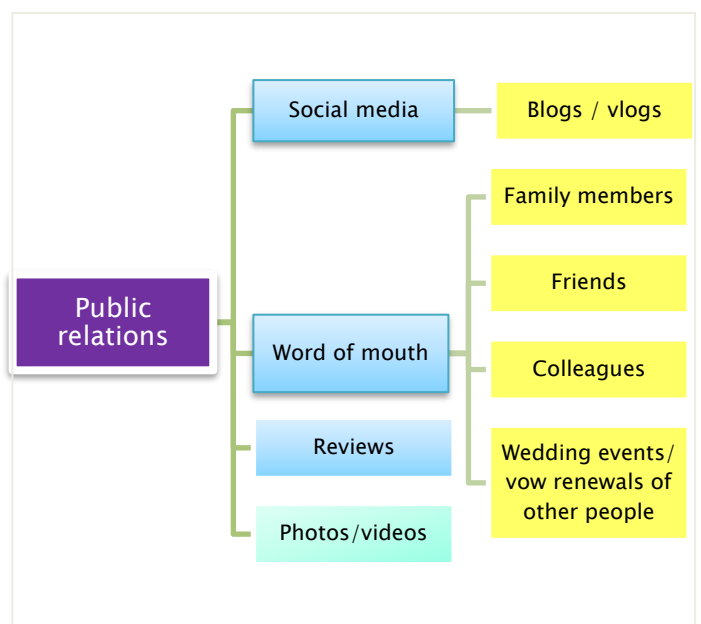 Public
relations
Social media
Blogs / vlogs
Word of mouth
Family members
Friends
Colleagues
Wedding events/
vow renewals of
other people
Reviews
Photos/videos